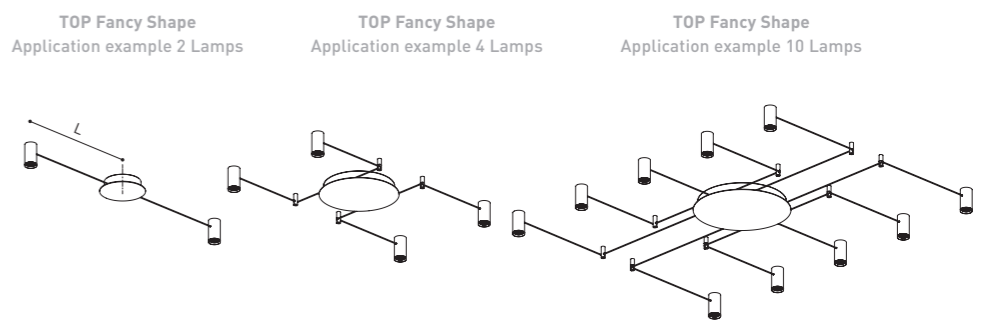 TOP Fancy Shape
Application example 2 Lamps
TOP Fancy Shape
Application example 4 Lamps
TOP Fancy Shape
Application example 10 Lamps
L